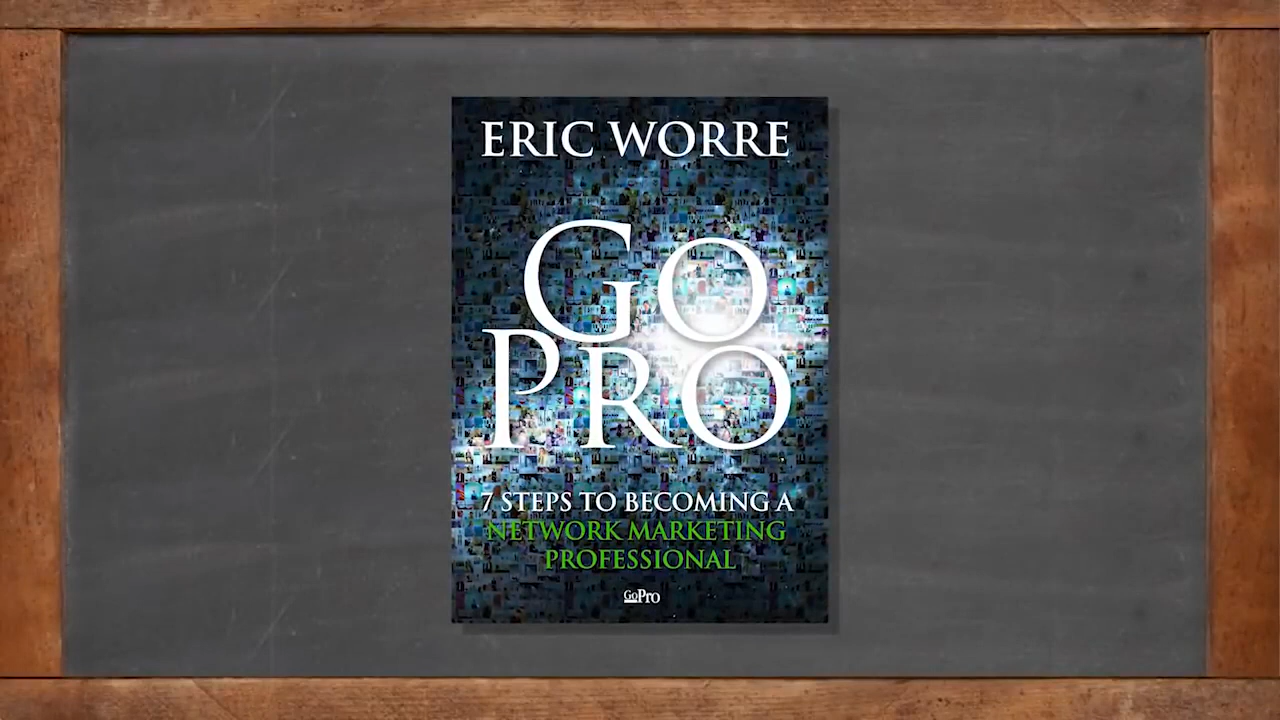 ERIC WORRE
GO
PRO
7 STEPS TO BECOMING A
NETWORK MARKETING
PROFESSIONAL
GoPro